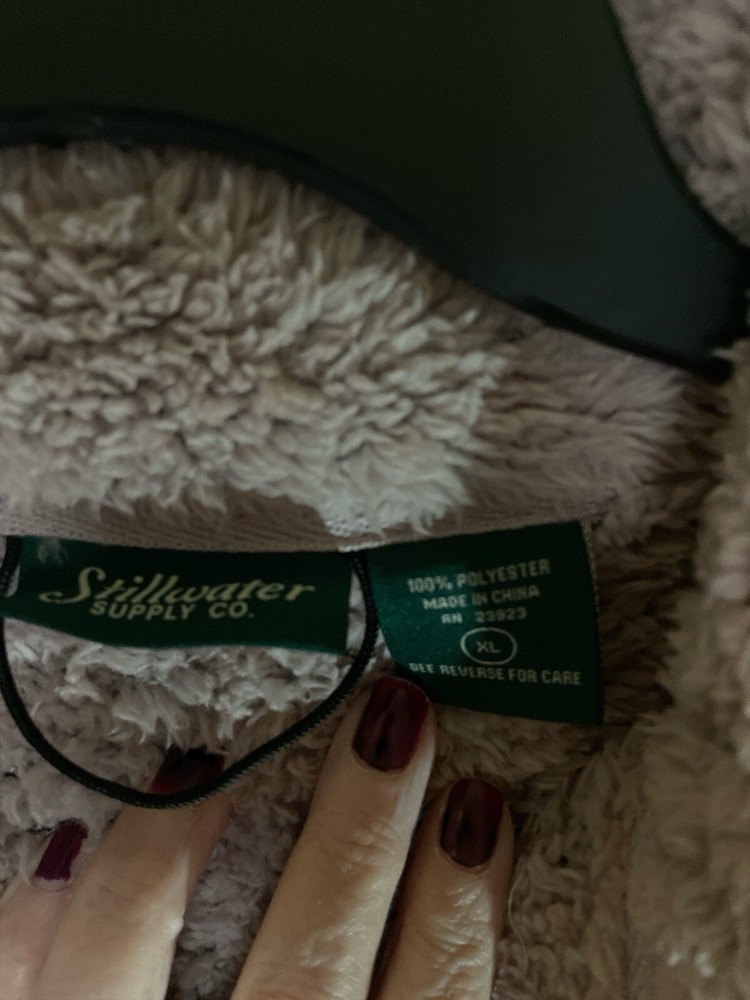 Stillwater
SUPPLY CO.
100% POLYESTER
MADE IN CHINA
RN 23923
XL
SEE REVERSE FOR CARE